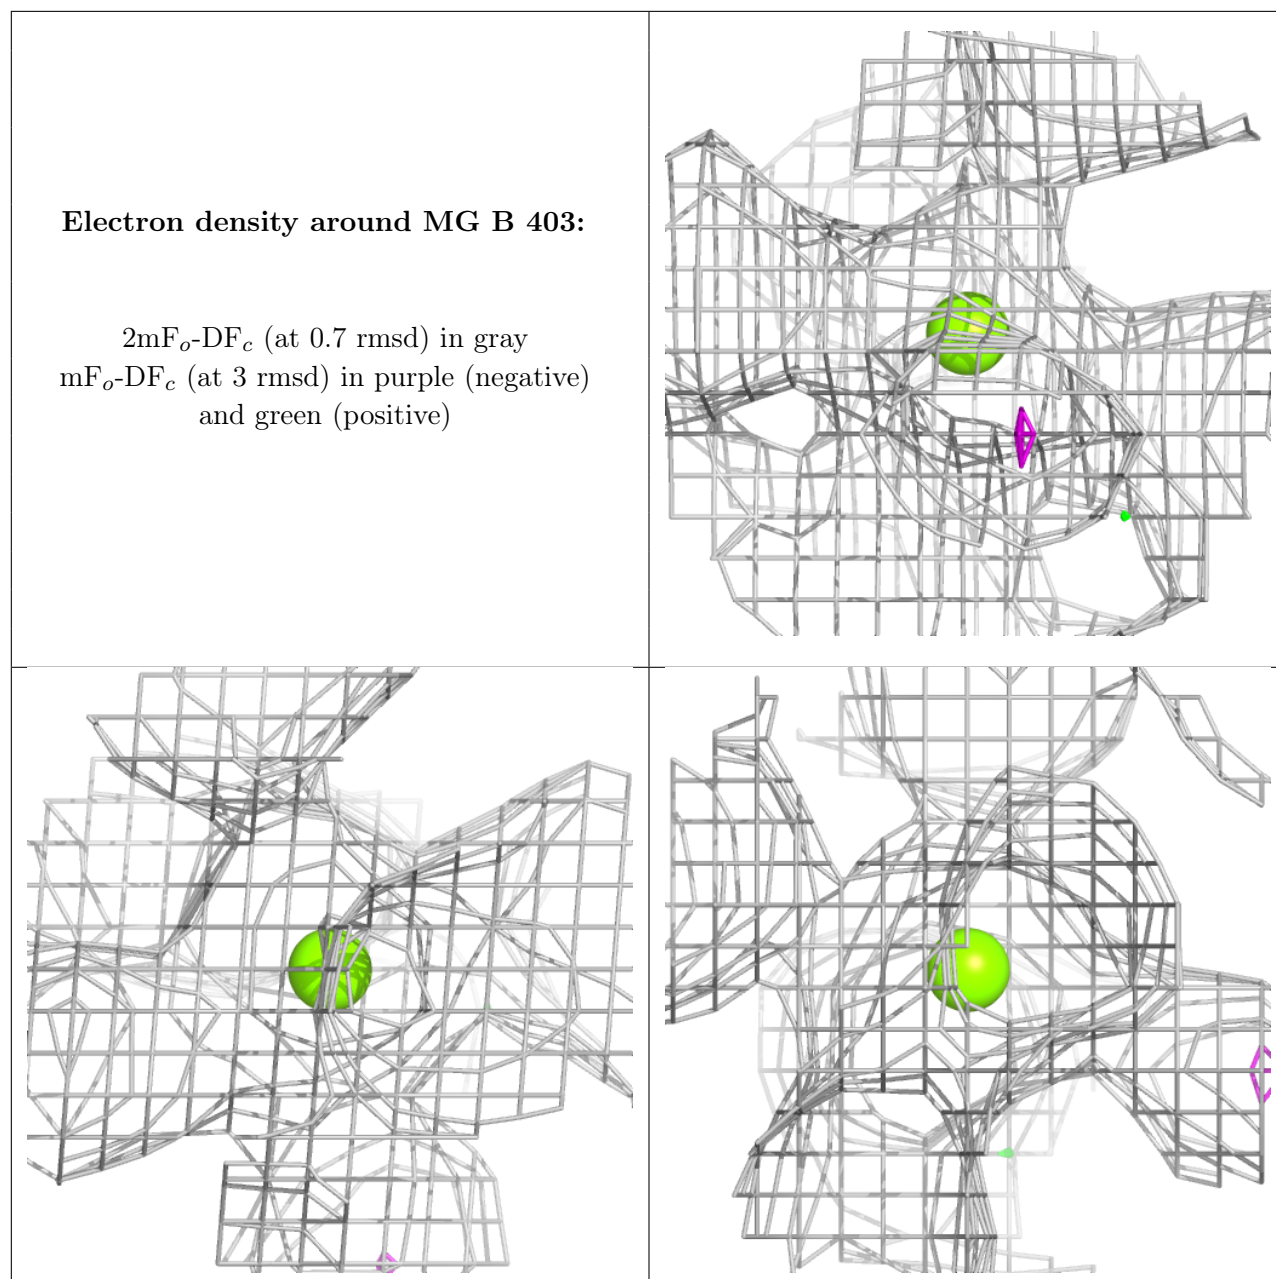 Electron density around MG B 403:
2mFo-DFc (at 0.7 rmsd) in gray
mFo-DFc (at 3 rmsd) in purple (negative)
and green (positive)